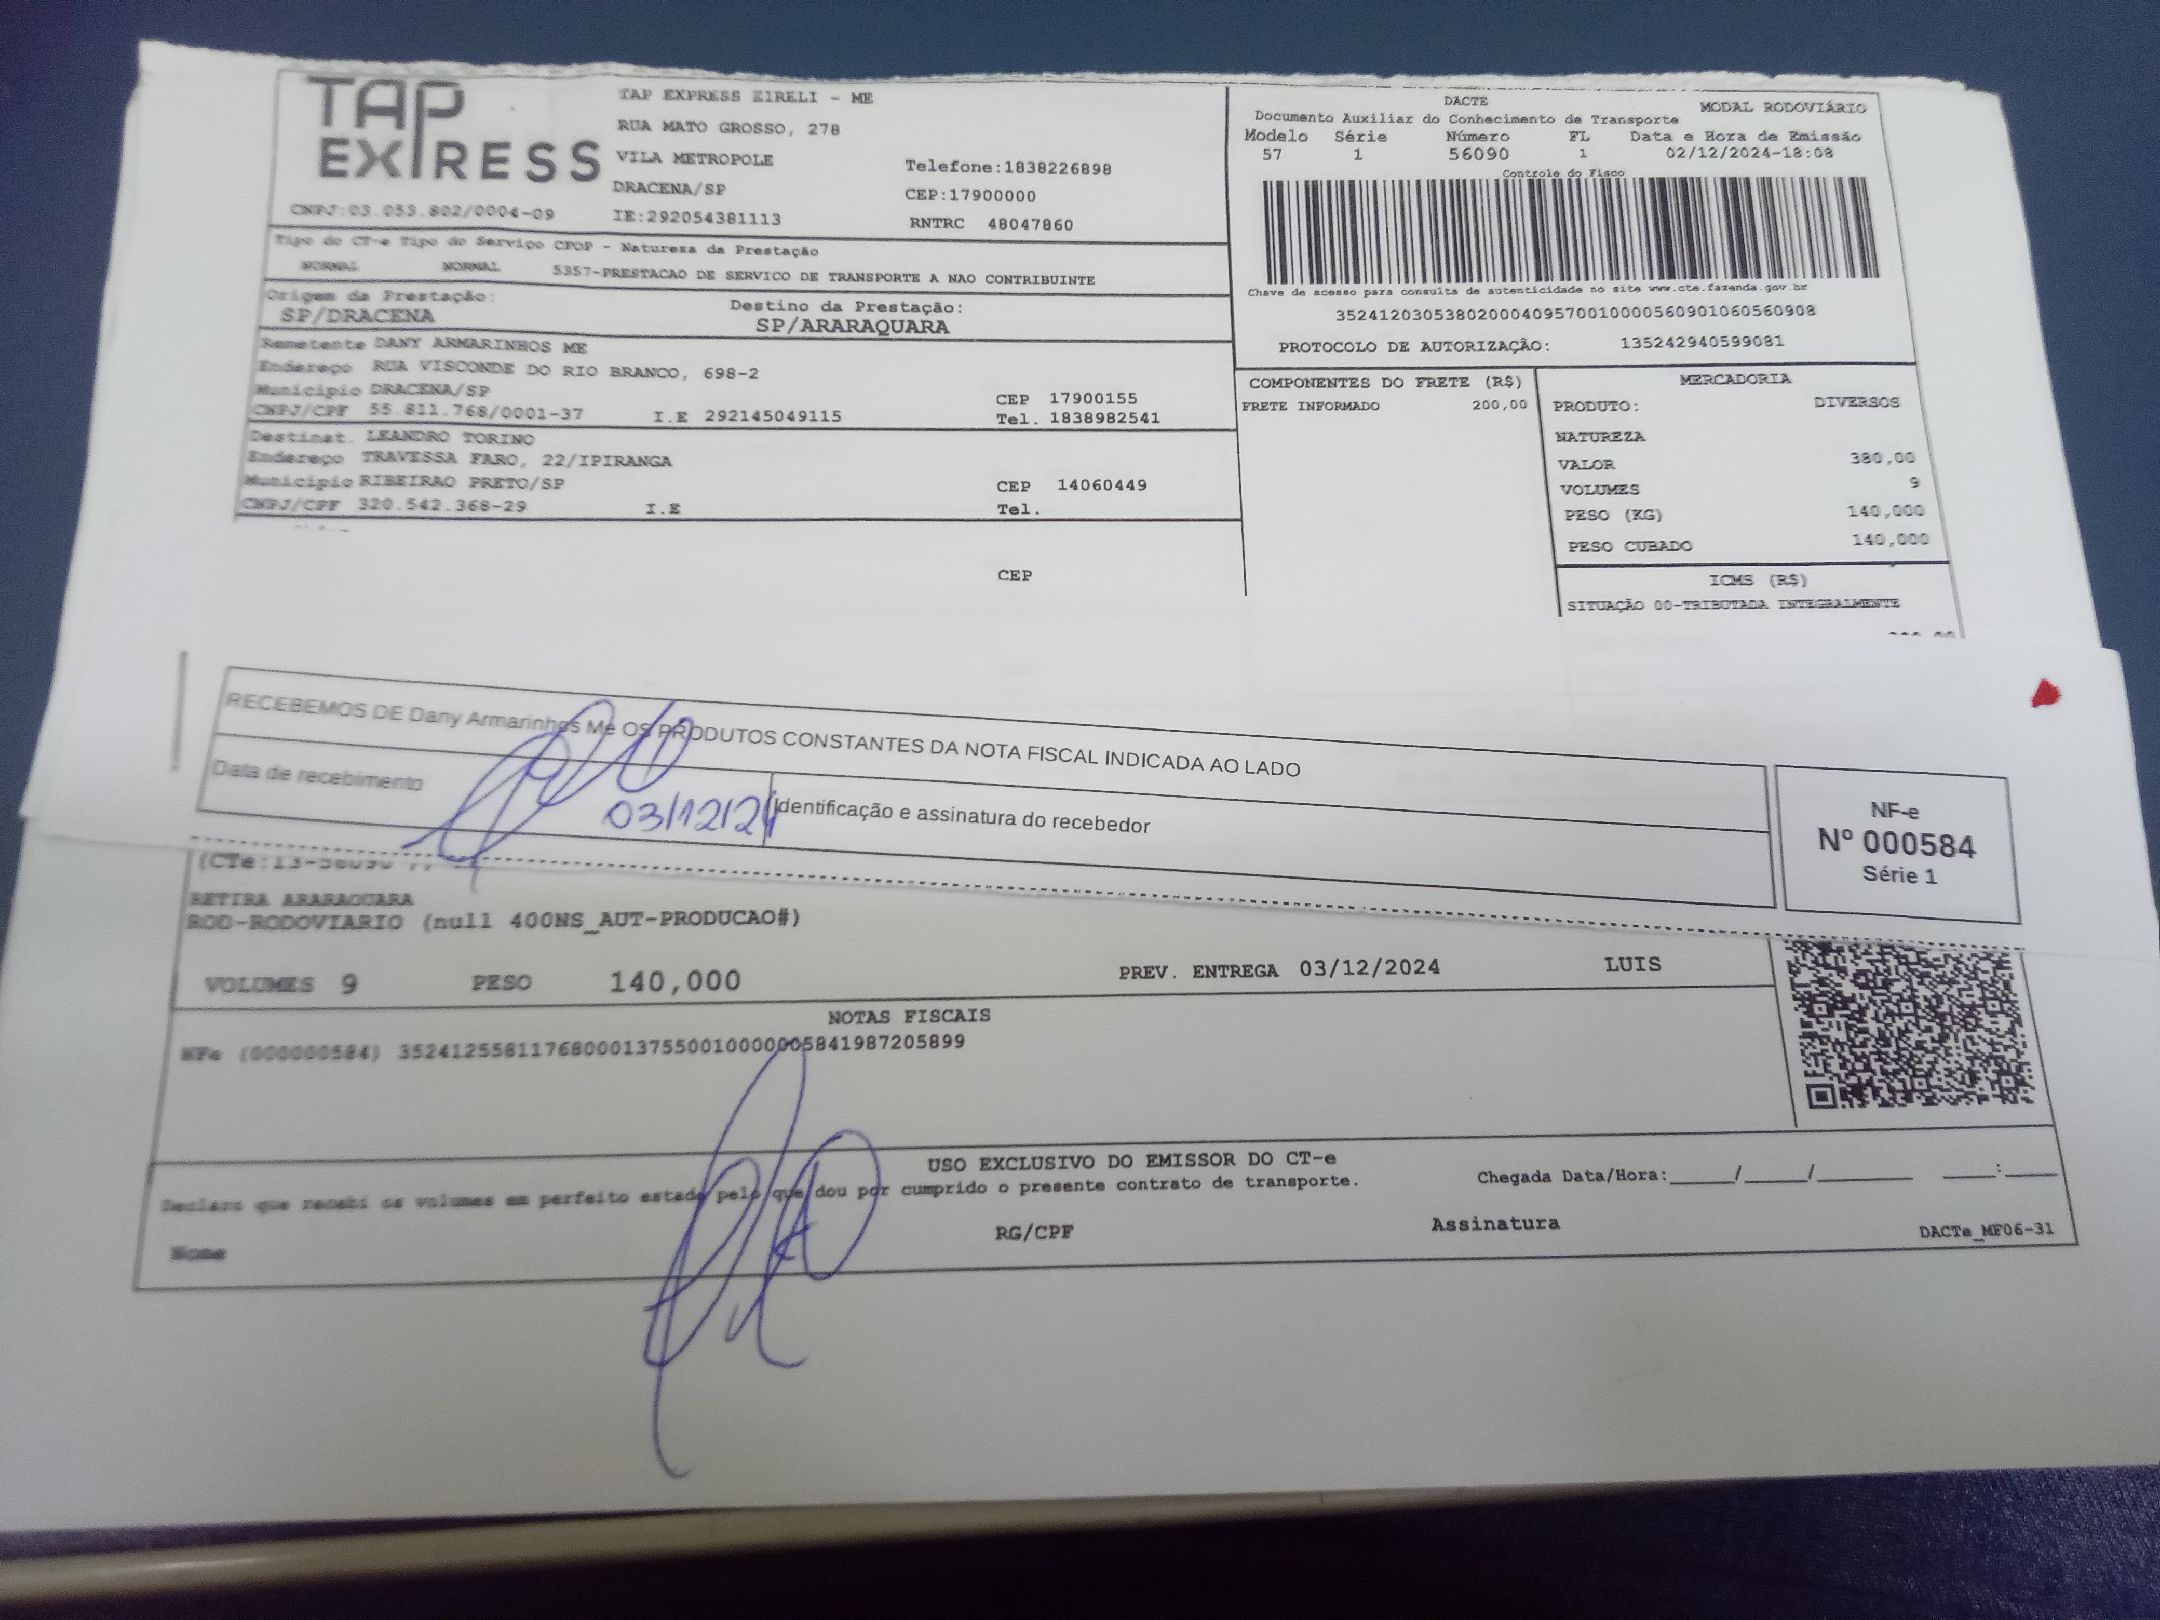 TAP EXPRESS
TAP EXPRESS EIRELI - ME
RUA MATO GROSSO, 278
VILA METROPOLE
Telefone:1838226898
DRACENA/SP
CEP:17900000
CNPJ:03.053.802/0004-09
IE:292054381113
RNTRC 48047860
DACTE
MODAL RODOVIÁRIO
Documento Auxiliar do Conhecimento de Transporte
Modelo Série Número FL Data e Hora de Emissão
57 1 56090 1 02/12/2024-18:08
Controle do Fisco
Chave de acesso para consulta de autenticidade no site www.cte.fazenda.gov.br
35241203053802000409570010000560901060560908
PROTOCOLO DE AUTORIZAÇÃO: 135242940599081
Tipo do CT-e Tipo do Serviço CFOP - Natureza da Prestação
NORMAL NORMAL 5357-PRESTACAO DE SERVICO DE TRANSPORTE A NAO CONTRIBUINTE
Origem da Prestação: Destino da Prestação:
SP/DRACENA SP/ARARAQUARA
Remetente DANY ARMARINHOS ME
Endereço RUA VISCONDE DO RIO BRANCO, 698-2
Município DRACENA/SP CEP 17900155
CNPJ/CPF 55.811.768/0001-37 I.E 292145049115 Tel. 1838982541
Destinat. LEANDRO TORINO
Endereço TRAVESSA FARO, 22/IPIRANGA
Município RIBEIRAO PRETO/SP CEP 14060449
CNPJ/CPF 320.542.368-29 I.E Tel.
CEP
COMPONENTES DO FRETE (R$)
FRETE INFORMADO 200,00
MERCADORIA
PRODUTO: DIVERSOS
NATUREZA
VALOR 380,00
VOLUMES 9
PESO (KG) 140,000
PESO CUBADO 140,000
ICMS (R$)
SITUAÇÃO 00-TRIBUTADA INTEGRALMENTE
RECEBEMOS DE Dany Armarinhos Me OS PRODUTOS CONSTANTES DA NOTA FISCAL INDICADA AO LADO
Data de recebimento
03/12/24
Identificação e assinatura do recebedor
NF-e
Nº 000584
Série 1
RETIRA ARARAQUARA
ROD-RODOVIARIO (null 400NS_AUT-PRODUCAO#)
VOLUMES 9 PESO 140,000 PREV. ENTREGA 03/12/2024 LUIS
NOTAS FISCAIS
NFe (000000584) 35241255811768000137550010000005841987205899
USO EXCLUSIVO DO EMISSOR DO CT-e
Declaro que recebi os volumes em perfeito estado pelo que dou por cumprido o presente contrato de transporte.
Chegada Data/Hora:_____/_____/________ ____:____
Nome RG/CPF Assinatura
DACTe_MF06-31